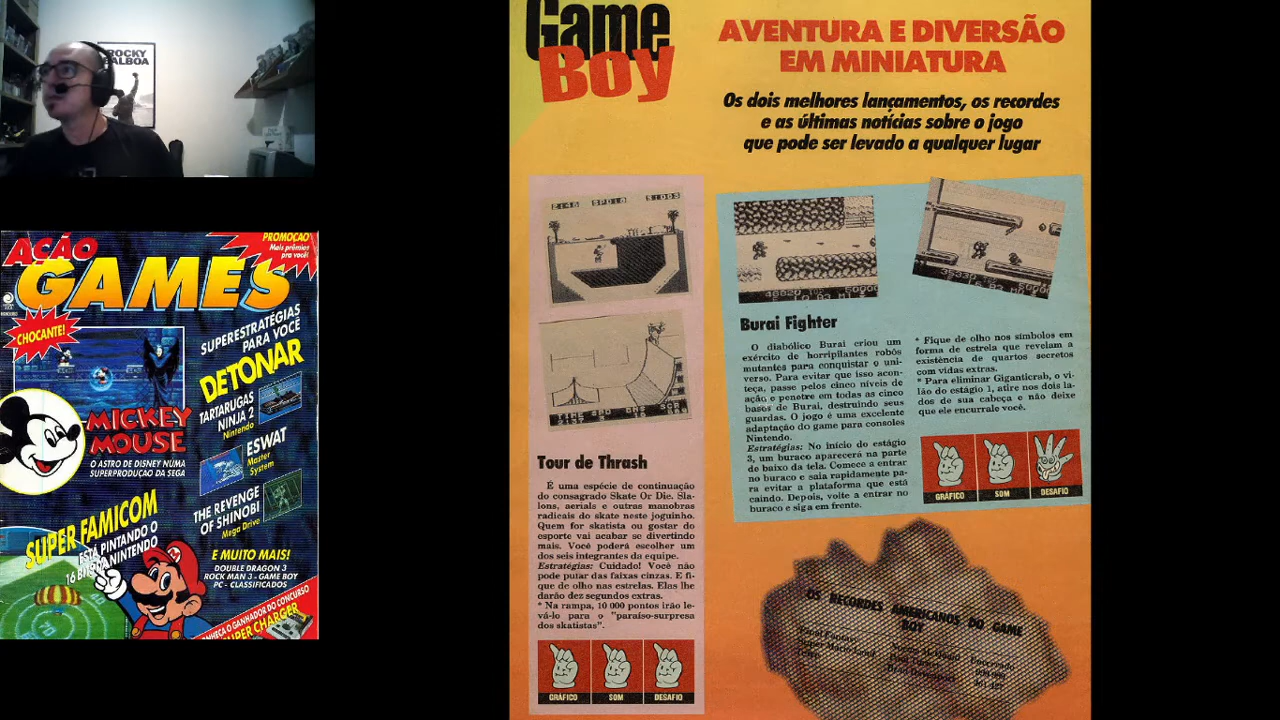 ROCKY
BALBOA
AÇÃO
GAMES
PROMOÇÃO
Mais prêmios
pra você!
CHOCANTE!
SUPERESTRATÉGIAS
PARA VOCÊ
DETONAR
TARTARUGAS
NINJA 2
Nintendo
MICKEY
MOUSE
O ASTRO DE DISNEY NUMA
SUPERPRODUÇÃO DA SEGA
ESWAT
Master
System
THE REVENGE
OF SHINOBI
Mega Drive
SUPER FAMICOM
ESTÁ PINTANDO O
16 BITS DA NINTENDO
E MUITO MAIS!
DOUBLE DRAGON 3
ROCK MAN 3 - GAME BOY
PC - CLASSIFICADOS
CONHEÇA O GANHADOR DO CONCURSO
SUPER CHARGER
Game
Boy
AVENTURA E DIVERSÃO
EM MINIATURA
Os dois melhores lançamentos, os recordes
e as últimas notícias sobre o jogo
que pode ser levado a qualquer lugar
Tour de Thrash
É uma espécie de continuação
do consagrado Skate Or Die. Sla-
lons, aerials e outras manobras
radicais do skate neste joguinho.
Quem for skatista ou gostar do
esporte vai acabar se divertindo
mais. Você poderá escolher um
dos seis integrantes da equipe.
Estratégias: Cuidado! Você não
pode putar das faixas cinzas. E fi-
que de olho nas estrelas. Elas lhe
darão dez segundos extras.
* Na rampa, 10 000 pontos irão le-
vá-lo para o "paraíso-surpresa
dos skatistas".
GRÁFICO SOM DESAFIO
Burai Fighter
O diabólico Burai criou um
exército de horripilantes robôs
mutantes para conquistar o uni-
verso. Para evitar que isso acon-
teça, passe pelos cinco níveis de
ação e penetre em todas as cinco
bases de Burai, destruindo seus
guardas. O jogo é uma excelente
adaptação do game para consoles
Nintendo.
Estratégias: No início do estágio
3, um buraco aparecerá na parte
de baixo da tela. Comece a entrar
no buraco e saia rapidamente pa-
ra evitar a plataforma que está
caindo. Depois, volte a entrar no
buraco e siga em frente.
* Fique de olho nos símbolos em
forma de estrela que revelam a
existência de quartos secretos
com vidas extras.
* Para eliminar Giganticrab, o vi-
lão do estágio 1, atire nos dois la-
dos de sua cabeça e não deixe
que ele encurrale você.
GRÁFICO SOM DESAFIO
OS RECORDES AMERICANOS DO GAME
BOY